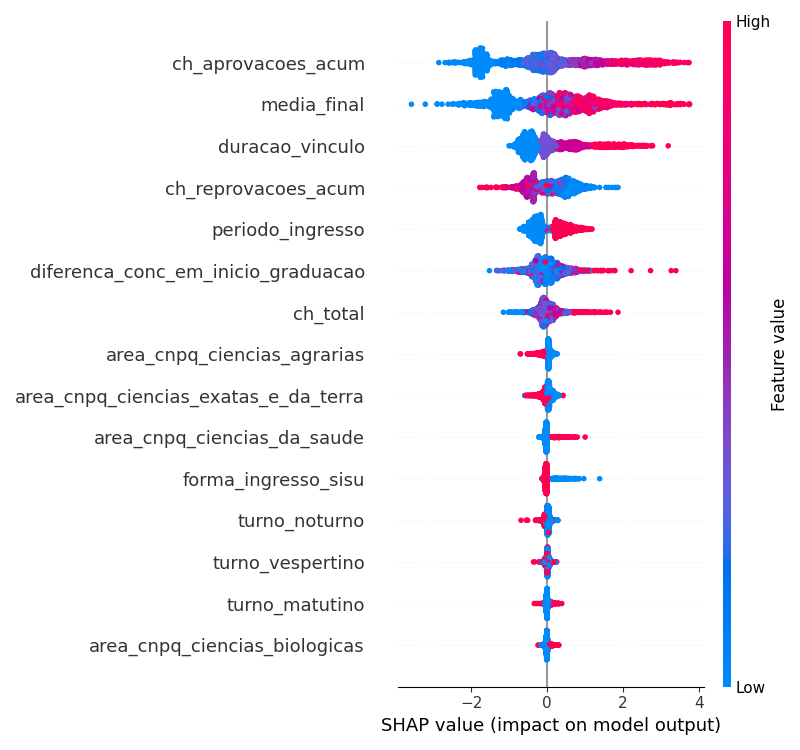 High
ch_aprovacoes_acum
media_final
duracao_vinculo
ch_reprovacoes_acum
periodo_ingresso
diferenca_conc_em_inicio_graduacao
ch_total
area_cnpq_ciencias_agrarias
area_cnpq_ciencias_exatas_e_da_terra
area_cnpq_ciencias_da_saude
forma_ingresso_sisu
turno_noturno
turno_vespertino
turno_matutino
area_cnpq_ciencias_biologicas
Feature value
Low
−2 0 2 4
SHAP value (impact on model output)